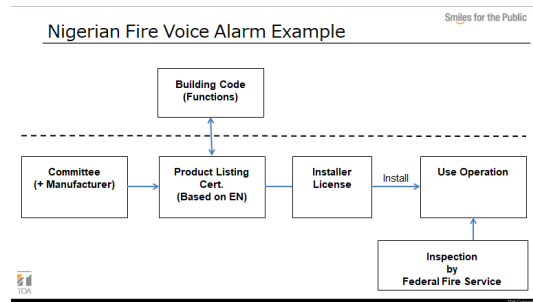 Smiles for the Public
Nigerian Fire Voice Alarm Example
Building Code
(Functions)
Committee
(+ Manufacturer)
Product Listing
Cert.
(Based on EN)
Installer
License
Install
Use Operation
Inspection
by
Federal Fire Service
TOA